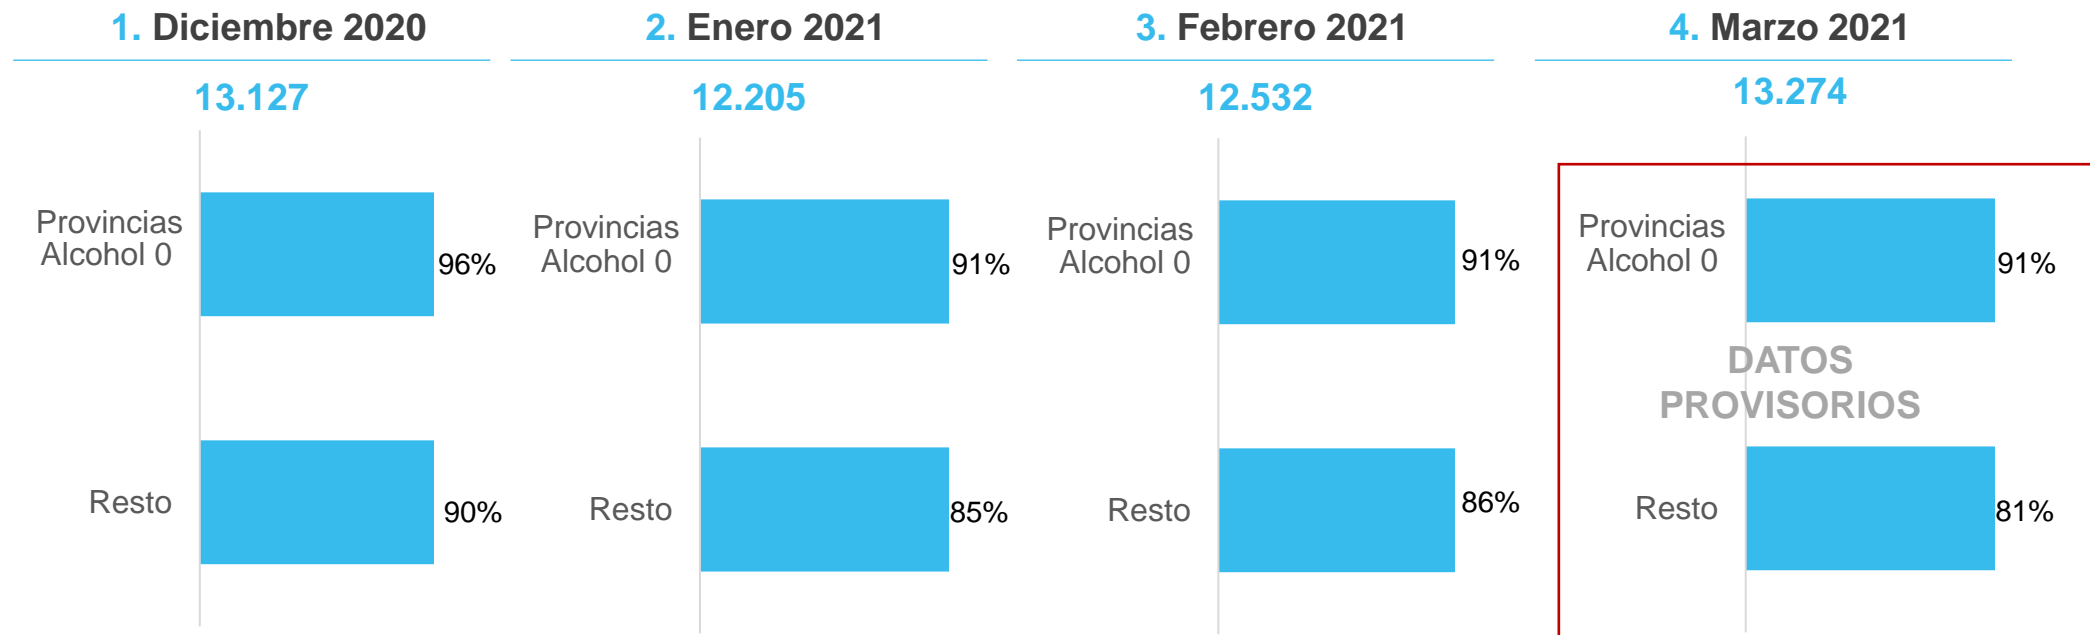 1. Diciembre 2020
13.127
Provincias
Alcohol 0
96%
Resto
90%
2. Enero 2021
12.205
Provincias
Alcohol 0
91%
Resto
85%
3. Febrero 2021
12.532
Provincias
Alcohol 0
91%
Resto
86%
4. Marzo 2021
13.274
Provincias
Alcohol 0
91%
DATOS
PROVISORIOS
Resto
81%